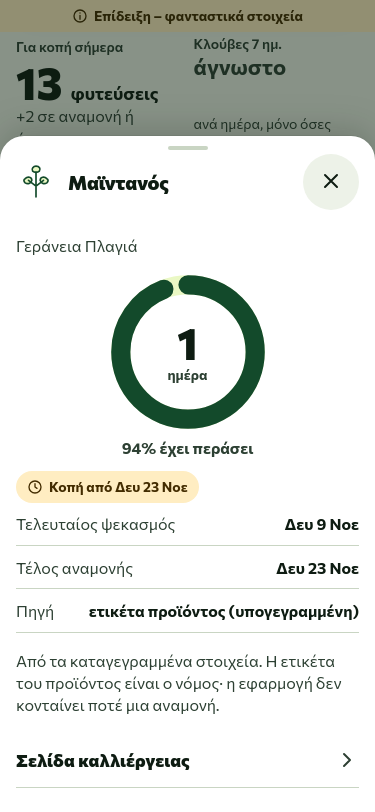 Επίδειξη – φανταστικά στοιχεία
Για κοπή σήμερα
13 φυτεύσεις
+2 σε αναμονή ή
Κλούβες 7 ημ.
άγνωστο
ανά ημέρα, μόνο όσες
Μαϊντανός
Γεράνεια Πλαγιά
1
ημέρα
94% έχει περάσει
Κοπή από Δευ 23 Νοε
Τελευταίος ψεκασμός Δευ 9 Νοε
Τέλος αναμονής Δευ 23 Νοε
Πηγή ετικέτα προϊόντος (υπογεγραμμένη)
Από τα καταγεγραμμένα στοιχεία. Η ετικέτα
του προϊόντος είναι ο νόμος· η εφαρμογή δεν
κονταίνει ποτέ μια αναμονή.
Σελίδα καλλιέργειας